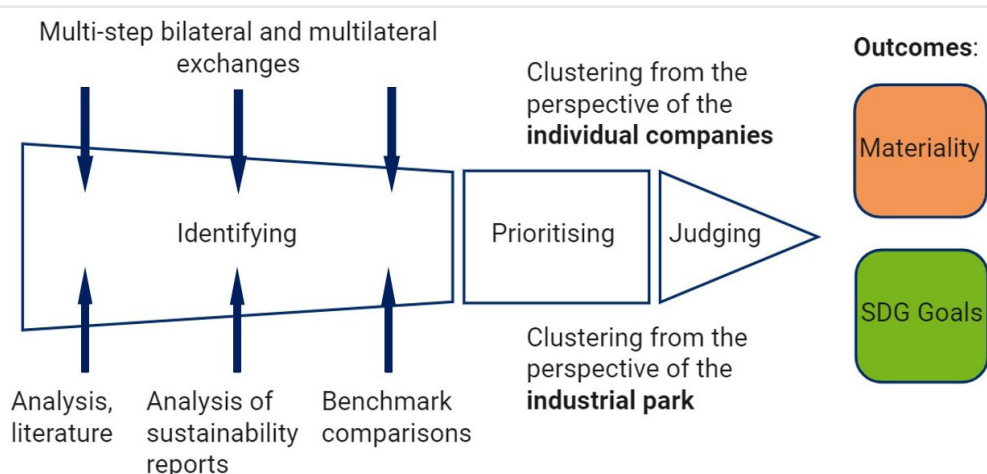 Multi-step bilateral and multilateral
exchanges
Clustering from the
perspective of the
individual companies
Outcomes:
Materiality
Identifying
Prioritising
Judging
SDG Goals
Clustering from the
perspective of the
industrial park
Analysis,
literature
Analysis of
sustainability
reports
Benchmark
comparisons